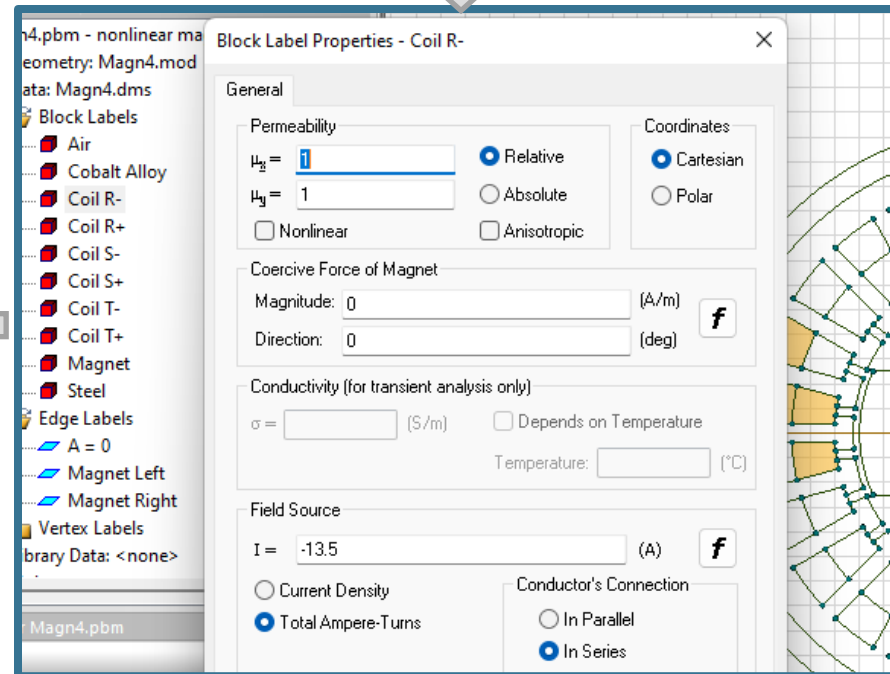 n4.pbm - nonlinear ma
eometry: Magn4.mod
ata: Magn4.dms
Block Labels
Air
Cobalt Alloy
Coil R-
Coil R+
Coil S-
Coil S+
Coil T-
Coil T+
Magnet
Steel
Edge Labels
A = 0
Magnet Left
Magnet Right
Vertex Labels
ibrary Data: <none>
Magn4.pbm
Block Label Properties - Coil R-
General
Permeability
μx = 1
μy = 1
Relative
Absolute
Nonlinear
Anisotropic
Coordinates
Cartesian
Polar
Coercive Force of Magnet
Magnitude: 0 (A/m)
f
Direction: 0 (deg)
Conductivity (for transient analysis only)
σ = (S/m)
Depends on Temperature
Temperature: (°C)
Field Source
I = -13.5 (A)
f
Current Density
Total Ampere-Turns
Conductor's Connection
In Parallel
In Series